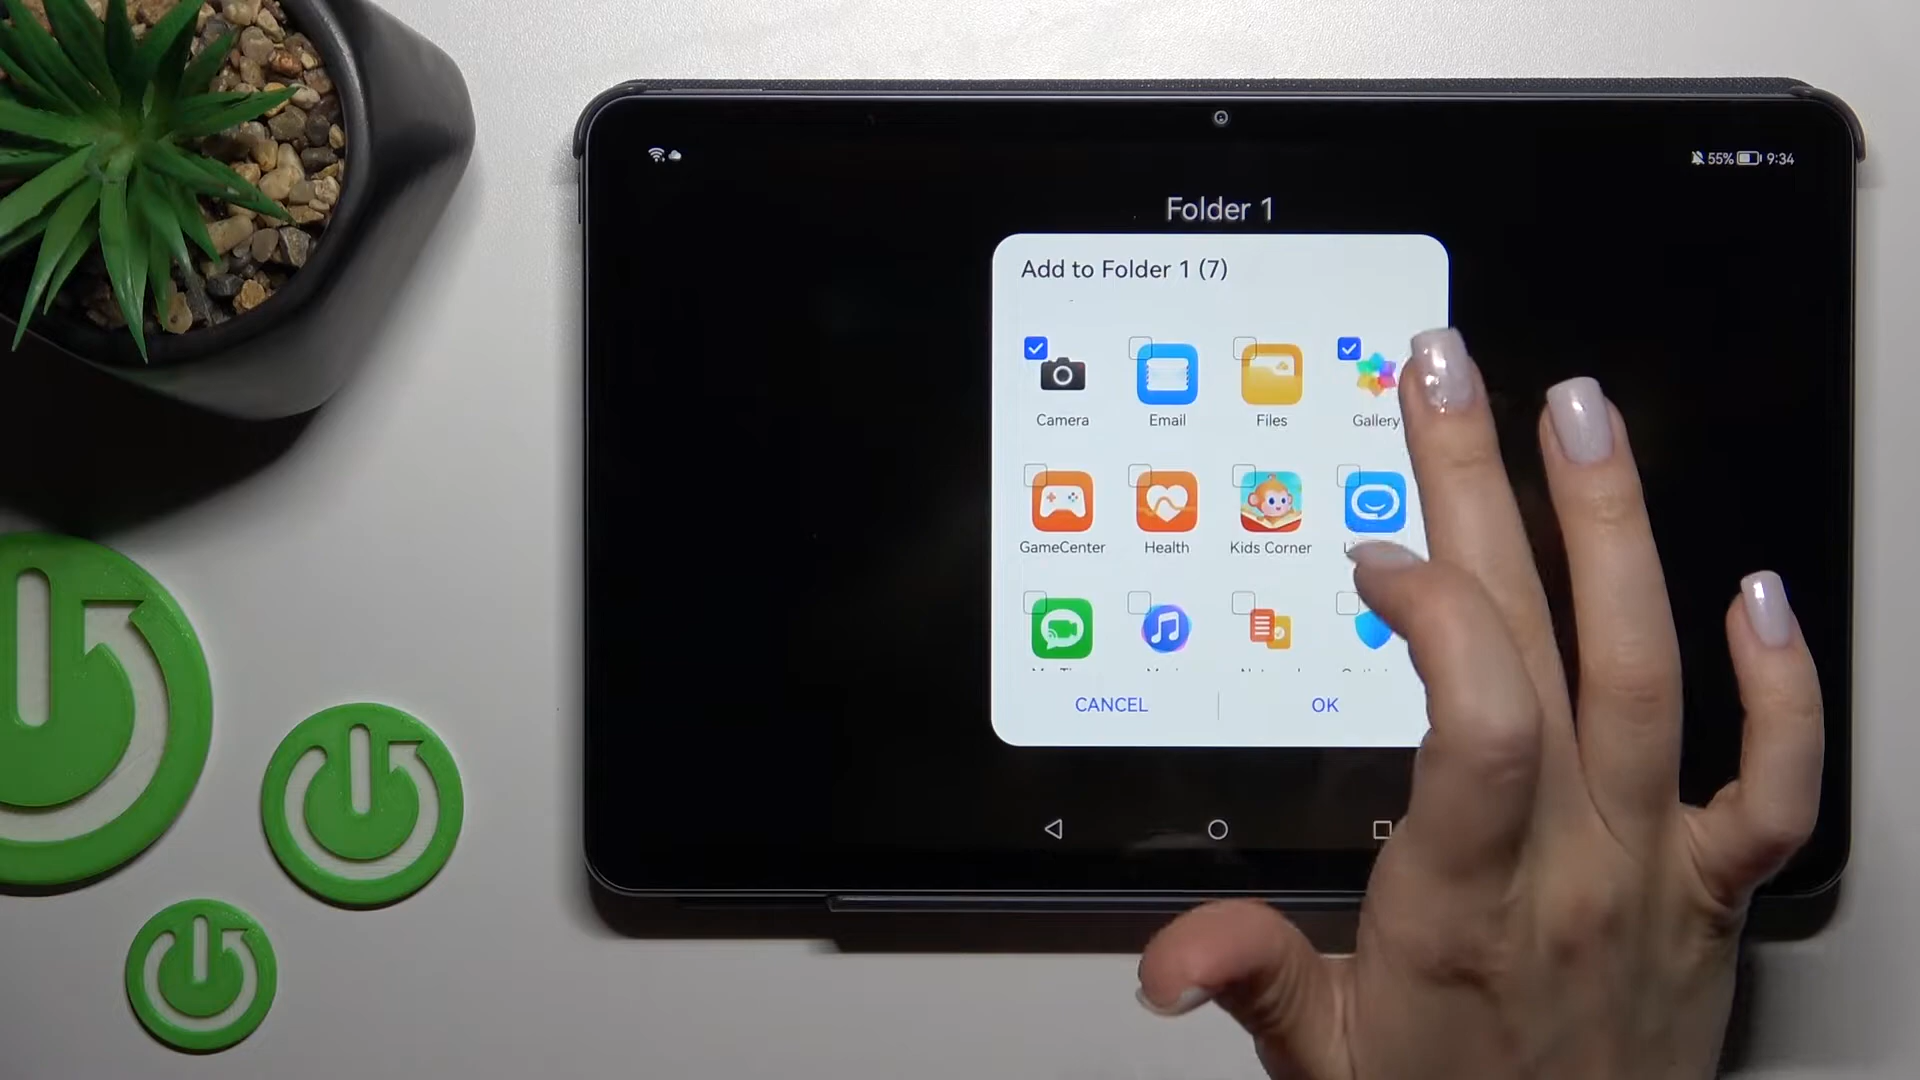 55% 9:34
Folder 1
Add to Folder 1 (7)
Camera Email Files Gallery
GameCenter Health Kids Corner
CANCEL OK